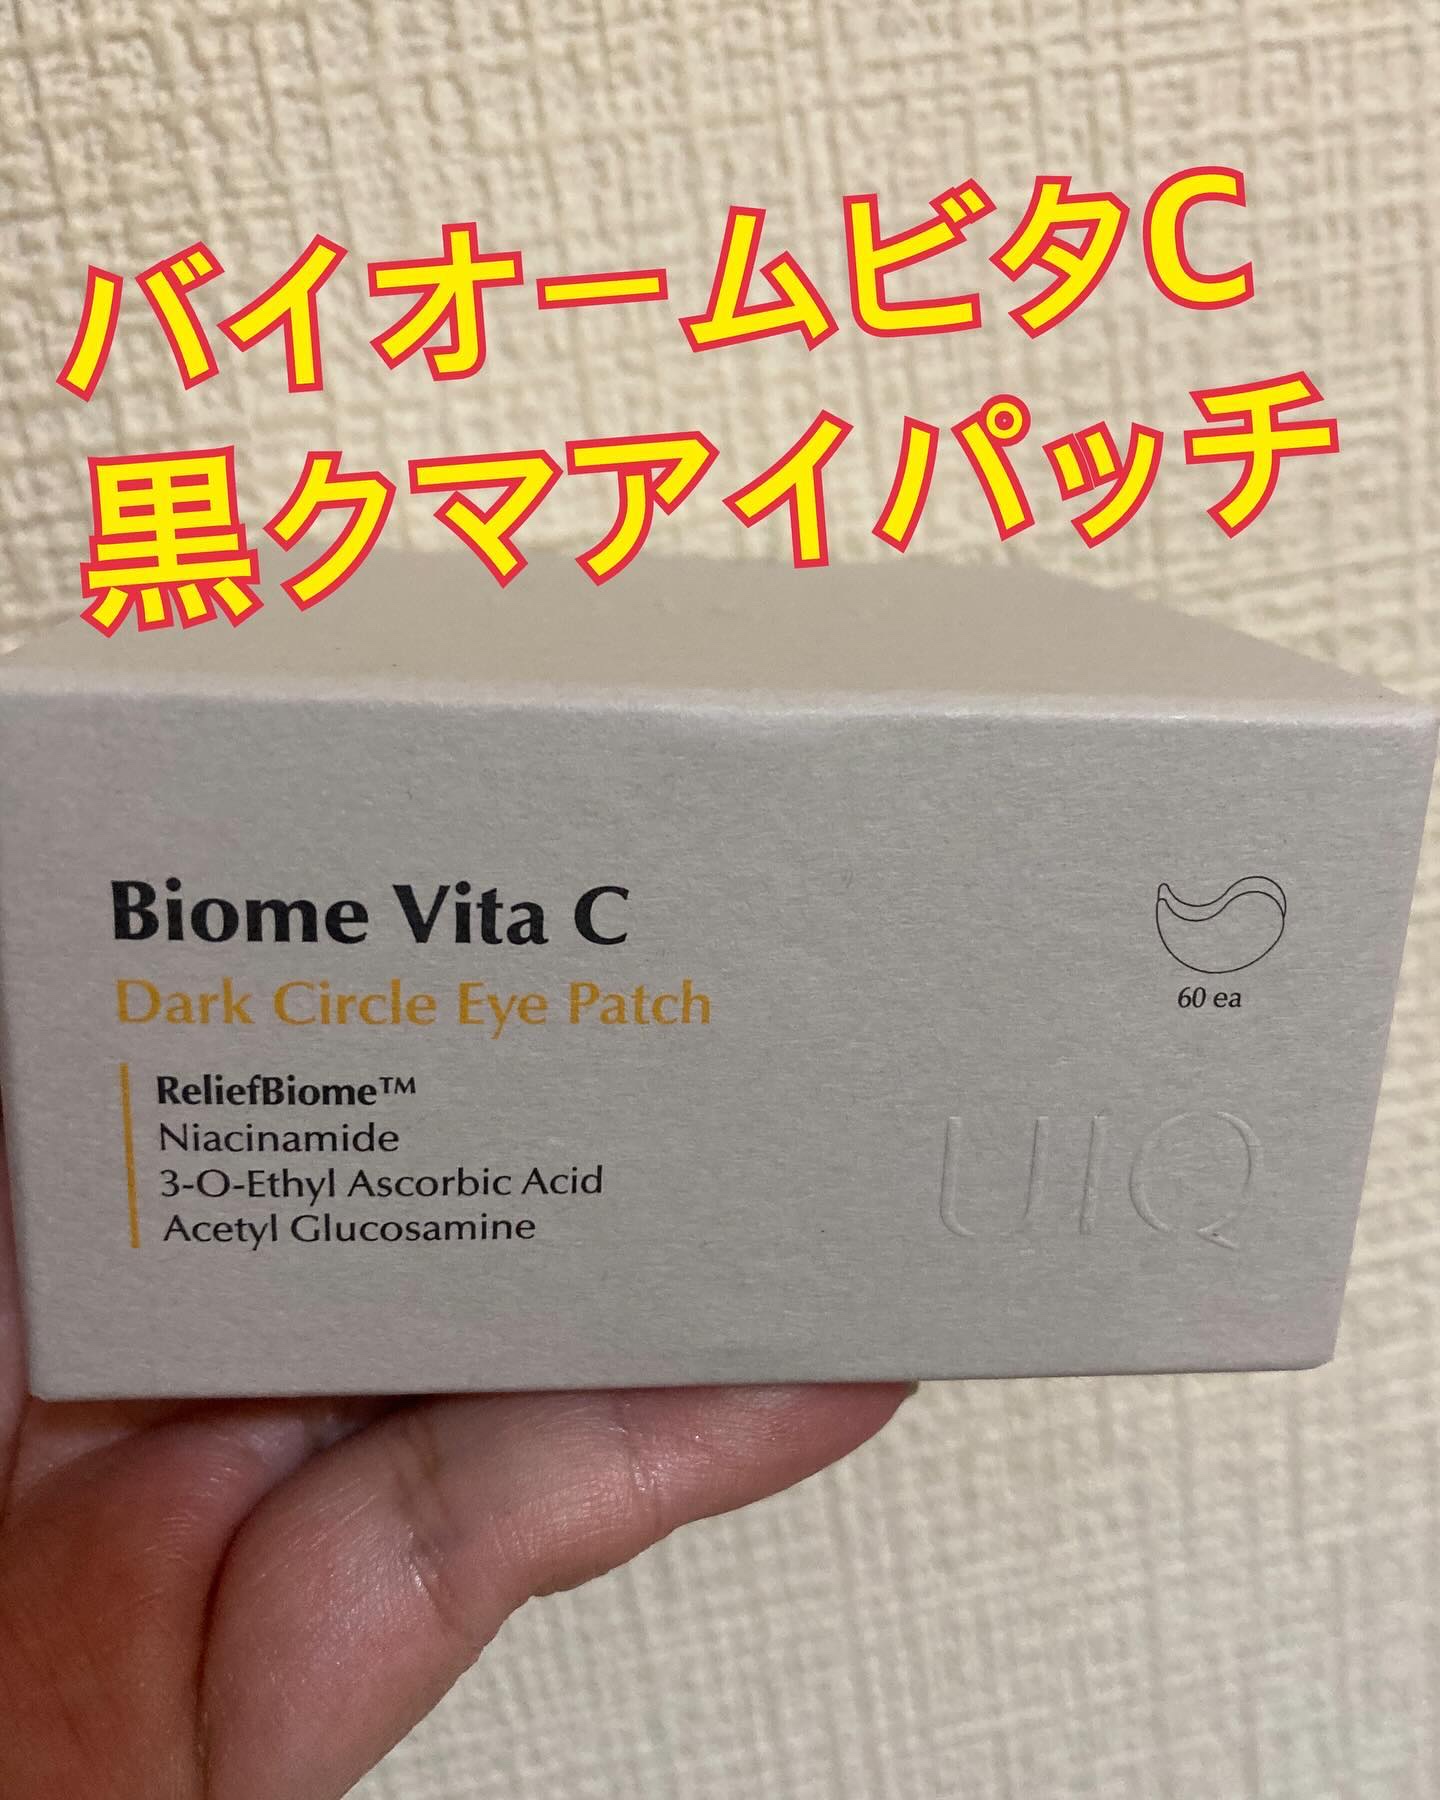 バイオームビタC
黒クマアイパッチ
Biome Vita C
Dark Circle Eye Patch
ReliefBiome™
Niacinamide
3-O-Ethyl Ascorbic Acid
Acetyl Glucosamine
60 ea
UIQ